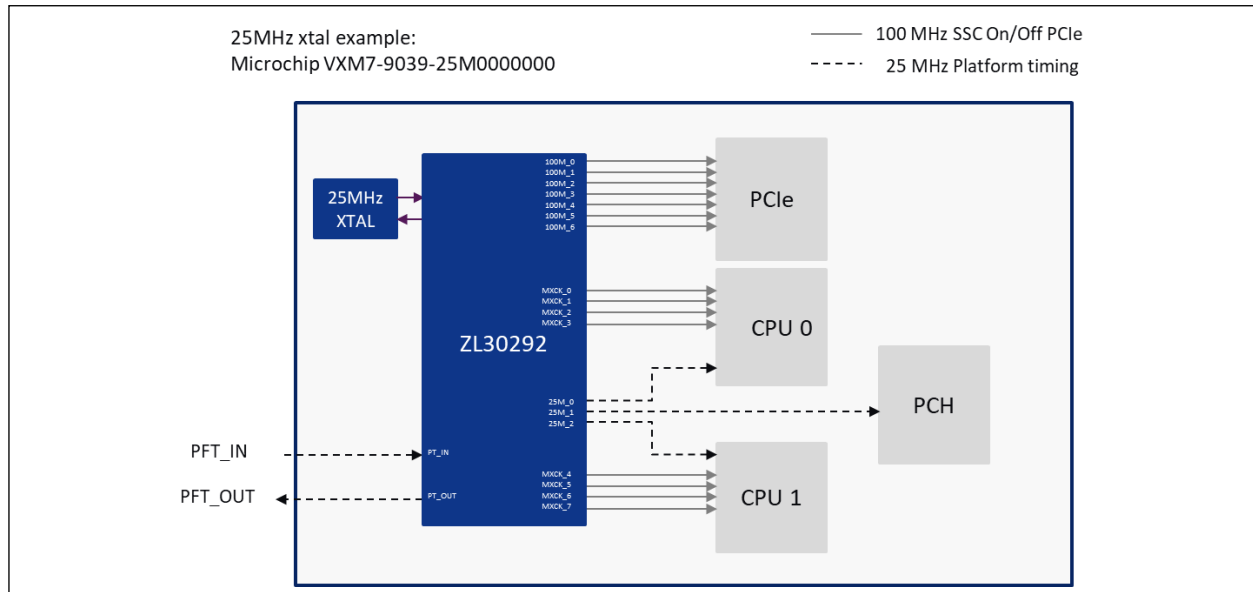 25MHz xtal example:
Microchip VXM7-9039-25M0000000
100 MHz SSC On/Off PCIe
25 MHz Platform timing
25MHz
XTAL
100M_0
100M_1
100M_2
100M_3
100M_4
100M_5
100M_6
PCIe
MXCK_0
MXCK_1
MXCK_2
MXCK_3
CPU 0
ZL30292
25M_0
25M_1
25M_2
PCH
PFT_IN
PT_IN
PFT_OUT
PT_OUT
MXCK_4
MXCK_5
MXCK_6
MXCK_7
CPU 1